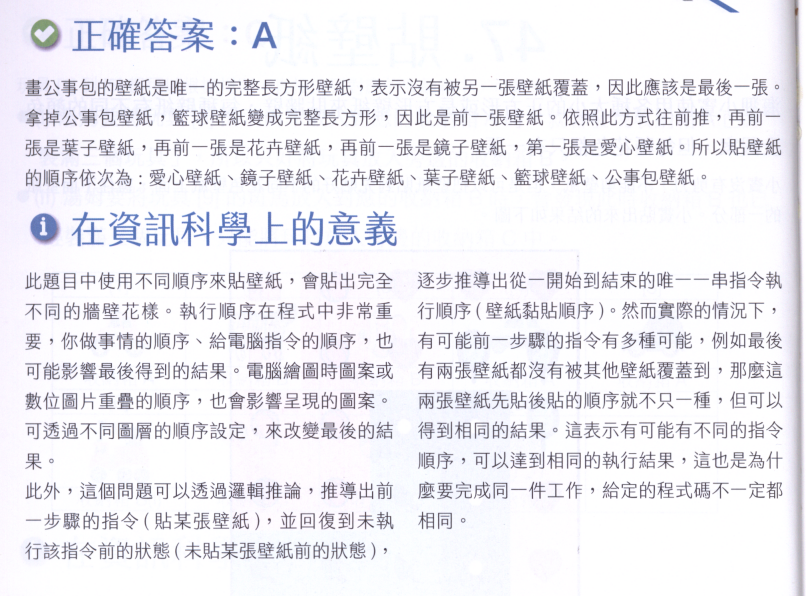 正確答案：A
畫公事包的壁紙是唯一的完整長方形壁紙，表示沒有被另一張壁紙覆蓋，因此應該是最後一張。
拿掉公事包壁紙，籃球壁紙變成完整長方形，因此是前一張壁紙。依照此方式往前推，再前一
張是葉子壁紙，再前一張是花卉壁紙，再前一張是鏡子壁紙，第一張是愛心壁紙。所以貼壁紙
的順序依次為：愛心壁紙、鏡子壁紙、花卉壁紙、葉子壁紙、籃球壁紙、公事包壁紙。
在資訊科學上的意義
此題目中使用不同順序來貼壁紙，會貼出完全
不同的牆壁花樣。執行順序在程式中非常重
要，你做事情的順序、給電腦指令的順序，也
可能影響最後得到的結果。電腦繪圖時圖案或
數位圖片重疊的順序，也會影響呈現的圖案。
可透過不同圖層的順序設定，來改變最後的結
果。
此外，這個問題可以透過邏輯推論，推導出前
一步驟的指令(貼某張壁紙)，並回復到未執
行該指令前的狀態(未貼某張壁紙前的狀態)，
逐步推導出從一開始到結束的唯一一串指令執
行順序(壁紙黏貼順序)。然而實際的情況下，
有可能前一步驟的指令有多種可能，例如最後
有兩張壁紙都沒有被其他壁紙覆蓋到，那麼這
兩張壁紙先貼後貼的順序就不只一種，但可以
得到相同的結果。這表示有可能有不同的指令
順序，可以達到相同的執行結果，這也是為什
麼要完成同一件工作，給定的程式碼不一定都
相同。